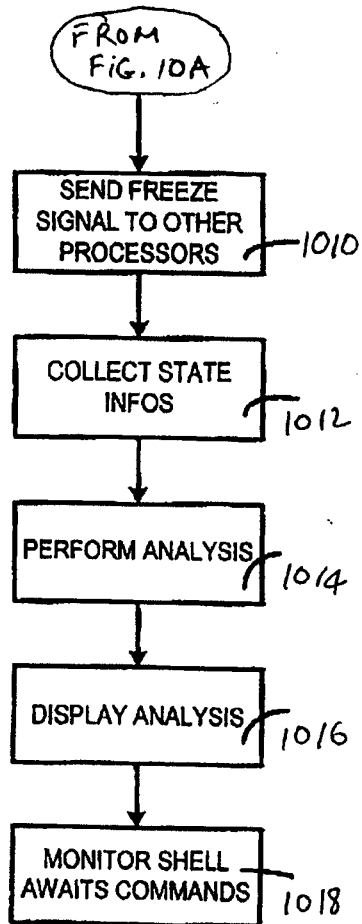 FROM
FIG. 10A
SEND FREEZE
SIGNAL TO OTHER
PROCESSORS
1010
COLLECT STATE
INFOS
1012
PERFORM ANALYSIS
1014
DISPLAY ANALYSIS
1016
MONITOR SHELL
AWAITS COMMANDS
1018